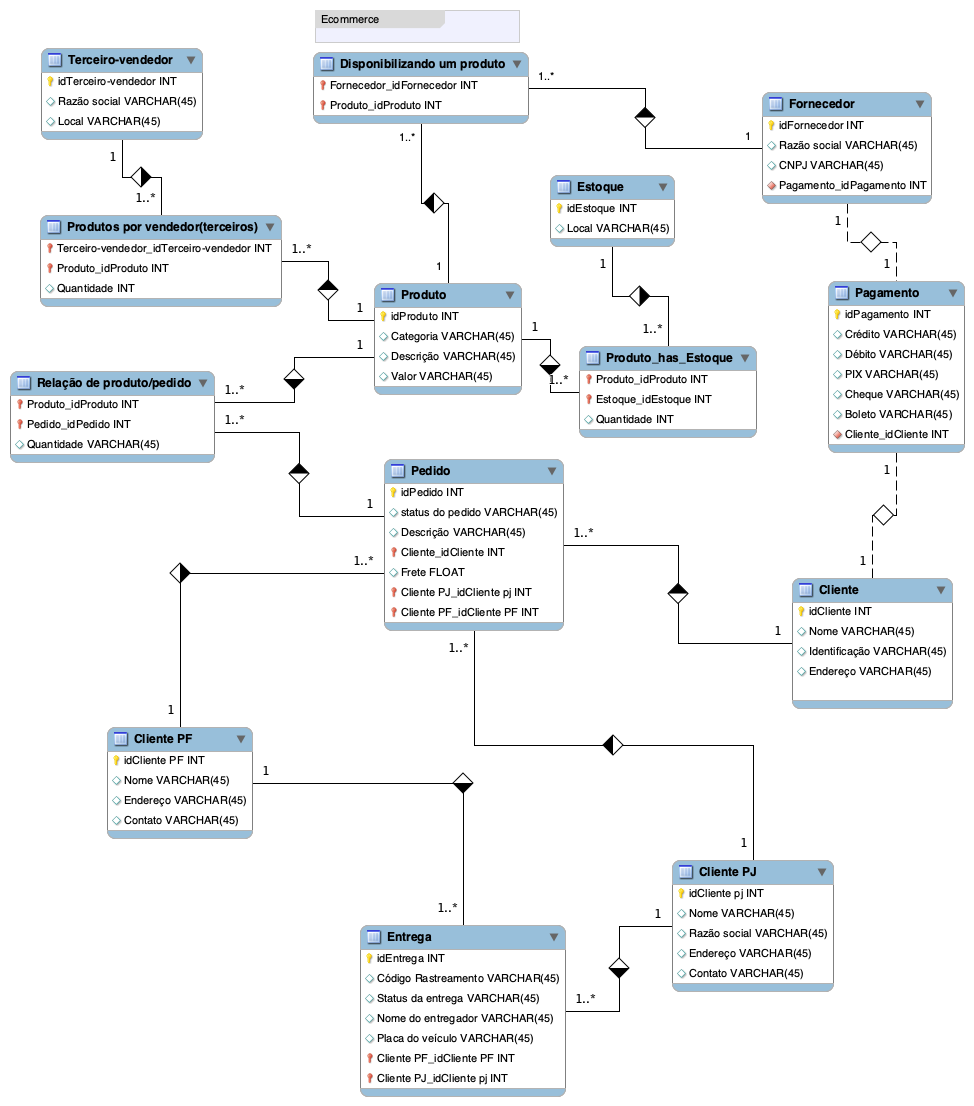 Ecommerce
Terceiro-vendedor
idTerceiro-vendedor INT
Razão social VARCHAR(45)
Local VARCHAR(45)
1
1..*
Disponibilizando um produto
Fornecedor_idFornecedor INT
Produto_idProduto INT
1..*
1
1..*
1
Fornecedor
idFornecedor INT
Razão social VARCHAR(45)
CNPJ VARCHAR(45)
Pagamento_idPagamento INT
1
1
Estoque
idEstoque INT
Local VARCHAR(45)
1
1..*
Produtos por vendedor(terceiros)
Terceiro-vendedor_idTerceiro-vendedor INT
Produto_idProduto INT
Quantidade INT
1..*
1
Produto
idProduto INT
Categoria VARCHAR(45)
Descrição VARCHAR(45)
Valor VARCHAR(45)
1
1..*
Pagamento
idPagamento INT
Crédito VARCHAR(45)
Débito VARCHAR(45)
PIX VARCHAR(45)
Cheque VARCHAR(45)
Boleto VARCHAR(45)
Cliente_idCliente INT
1
1
Produto_has_Estoque
Produto_idProduto INT
Estoque_idEstoque INT
Quantidade INT
Relação de produto/pedido
Produto_idProduto INT
Pedido_idPedido INT
Quantidade VARCHAR(45)
1..*
1
1..*
1
Pedido
idPedido INT
status do pedido VARCHAR(45)
Descrição VARCHAR(45)
Cliente_idCliente INT
Frete FLOAT
Cliente PJ_idCliente pj INT
Cliente PF_idCliente PF INT
1..*
1
1..*
1
1..*
1
Cliente
idCliente INT
Nome VARCHAR(45)
Identificação VARCHAR(45)
Endereço VARCHAR(45)
Cliente PF
idCliente PF INT
Nome VARCHAR(45)
Endereço VARCHAR(45)
Contato VARCHAR(45)
1
1..*
Cliente PJ
idCliente pj INT
Nome VARCHAR(45)
Razão social VARCHAR(45)
Endereço VARCHAR(45)
Contato VARCHAR(45)
1
1..*
Entrega
idEntrega INT
Código Rastreamento VARCHAR(45)
Status da entrega VARCHAR(45)
Nome do entregador VARCHAR(45)
Placa do veículo VARCHAR(45)
Cliente PF_idCliente PF INT
Cliente PJ_idCliente pj INT